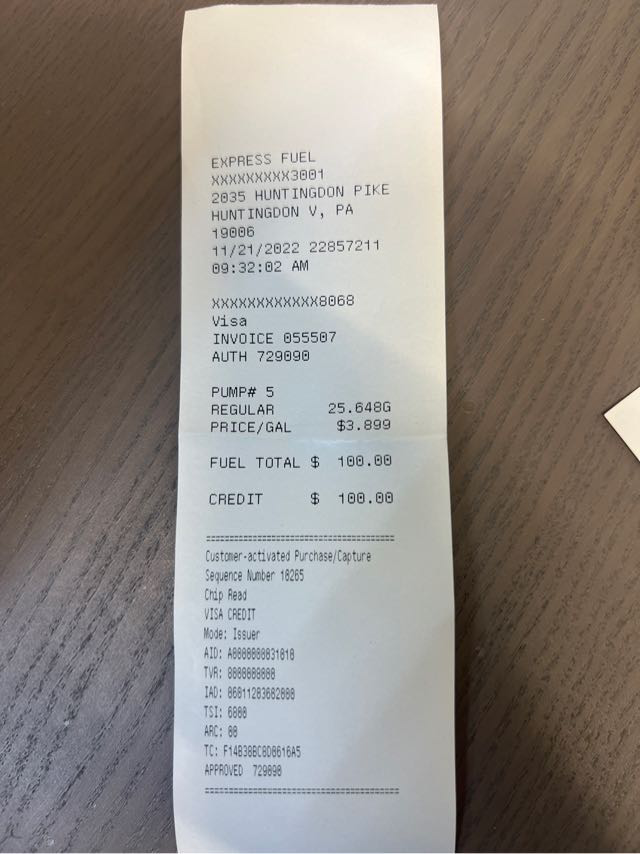 EXPRESS FUEL
XXXXXXXXX3001
2035 HUNTINGDON PIKE
HUNTINGDON V, PA
19006
11/21/2022 22857211
09:32:02 AM
XXXXXXXXXXXX8068
Visa
INVOICE 055507
AUTH 729090
PUMP# 5
REGULAR 25.648G
PRICE/GAL $3.899
FUEL TOTAL $ 100.00
CREDIT $ 100.00
Customer-activated Purchase/Capture
Sequence Number 18265
Chip Read
VISA CREDIT
Mode: Issuer
AID: A0000000031010
TVR: 8000000000
IAD:
TSI: 6800
ARC: 00
TC:
APPROVED 729090